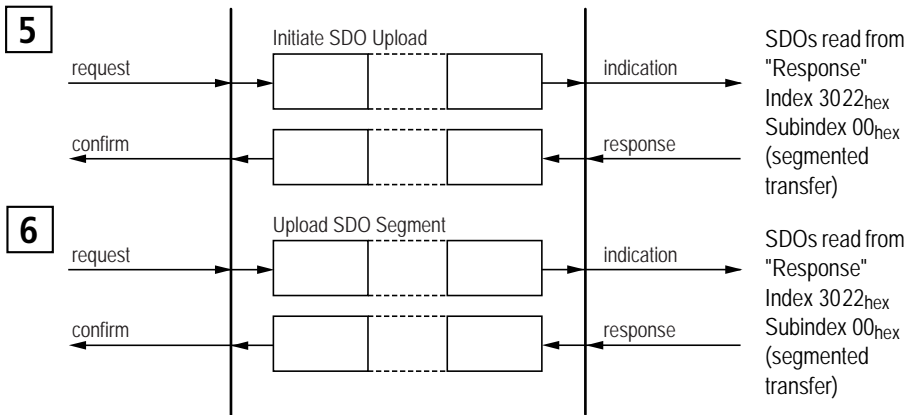 5
Initiate SDO Upload
request
indication
confirm
response
SDOs read from
"Response"
Index 3022hex
Subindex 00hex
(segmented
transfer)
6
Upload SDO Segment
request
indication
confirm
response
SDOs read from
"Response"
Index 3022hex
Subindex 00hex
(segmented
transfer)